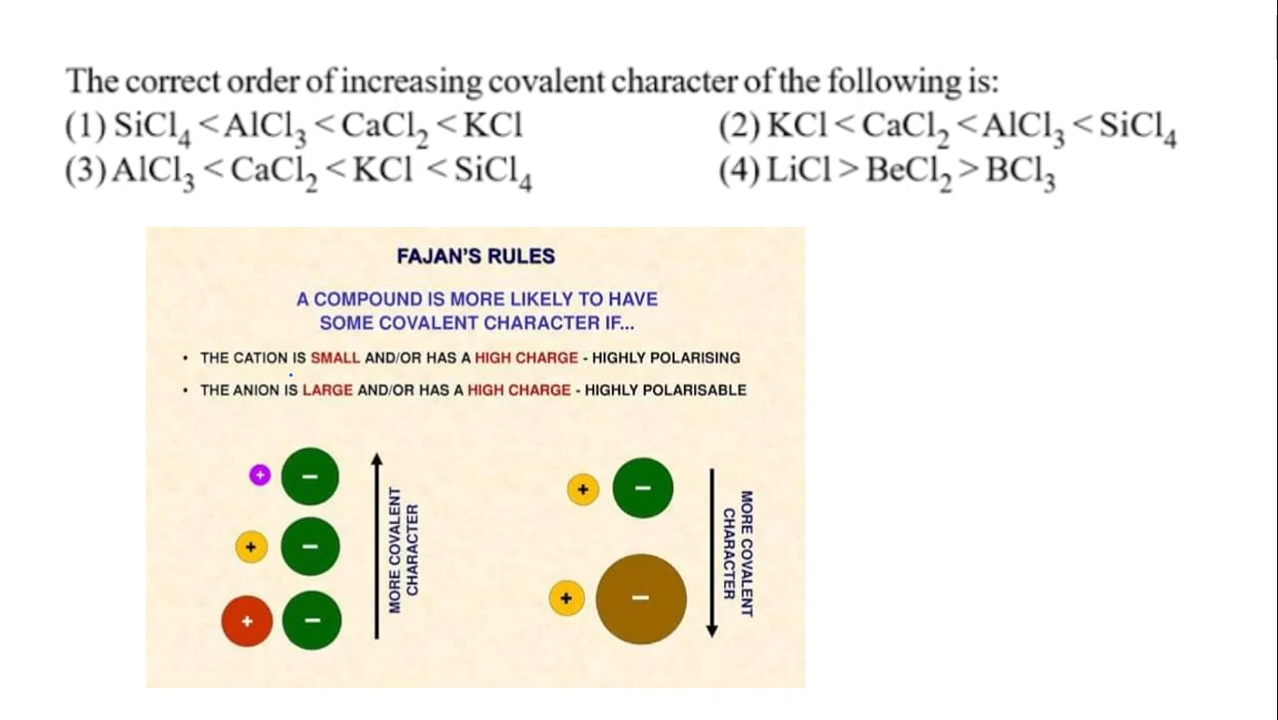 The correct order of increasing covalent character of the following is:
(1) SiCl₄ < AlCl₃ < CaCl₂ < KCl (2) KCl < CaCl₂ < AlCl₃ < SiCl₄
(3) AlCl₃ < CaCl₂ < KCl < SiCl₄ (4) LiCl > BeCl₂ > BCl₃
FAJAN'S RULES
A COMPOUND IS MORE LIKELY TO HAVE
SOME COVALENT CHARACTER IF...
• THE CATION IS SMALL AND/OR HAS A HIGH CHARGE - HIGHLY POLARISING
• THE ANION IS LARGE AND/OR HAS A HIGH CHARGE - HIGHLY POLARISABLE
+ −
+ −
+ −
MORE COVALENT
CHARACTER
+ −
+ −
MORE COVALENT
CHARACTER